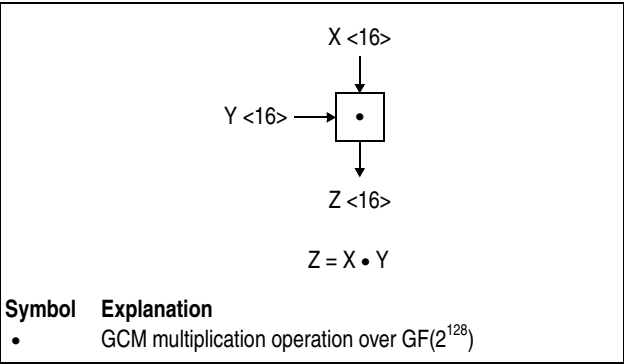 X <16>
Y <16> •
Z <16>
Z = X • Y
Symbol Explanation
• GCM multiplication operation over GF(2^128)